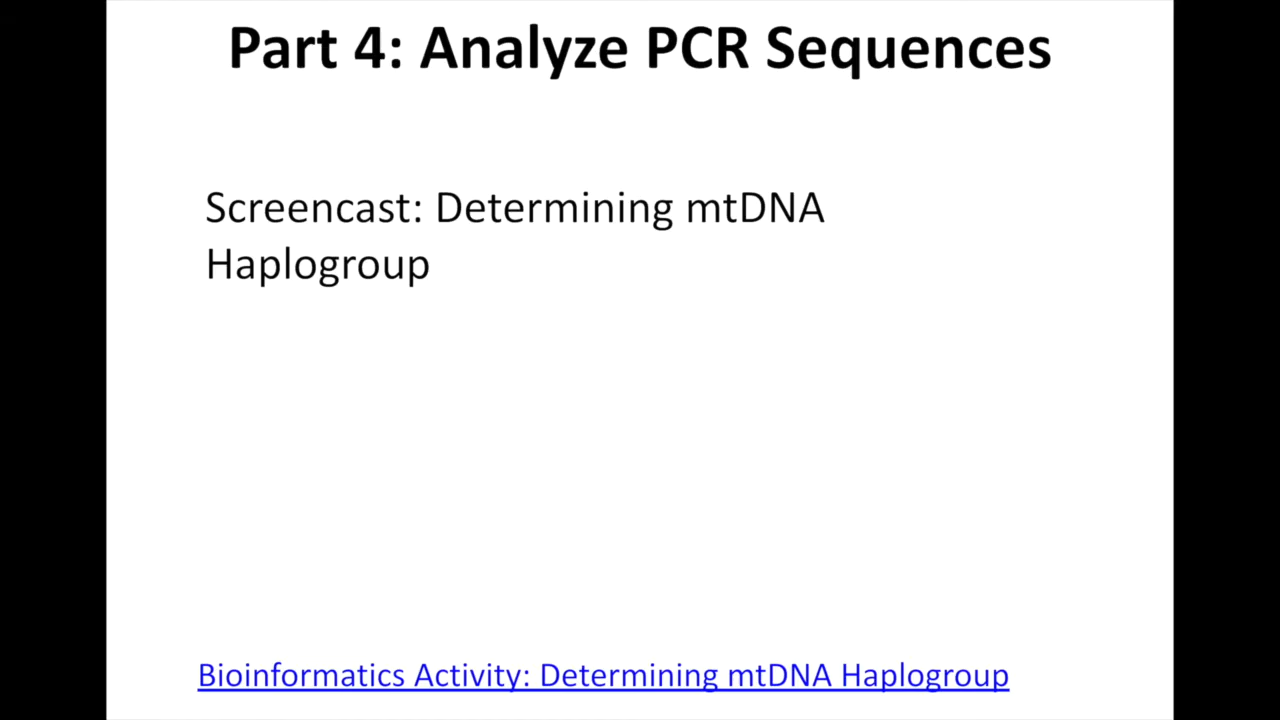 Part 4: Analyze PCR Sequences
Screencast: Determining mtDNA
Haplogroup
Bioinformatics Activity: Determining mtDNA Haplogroup